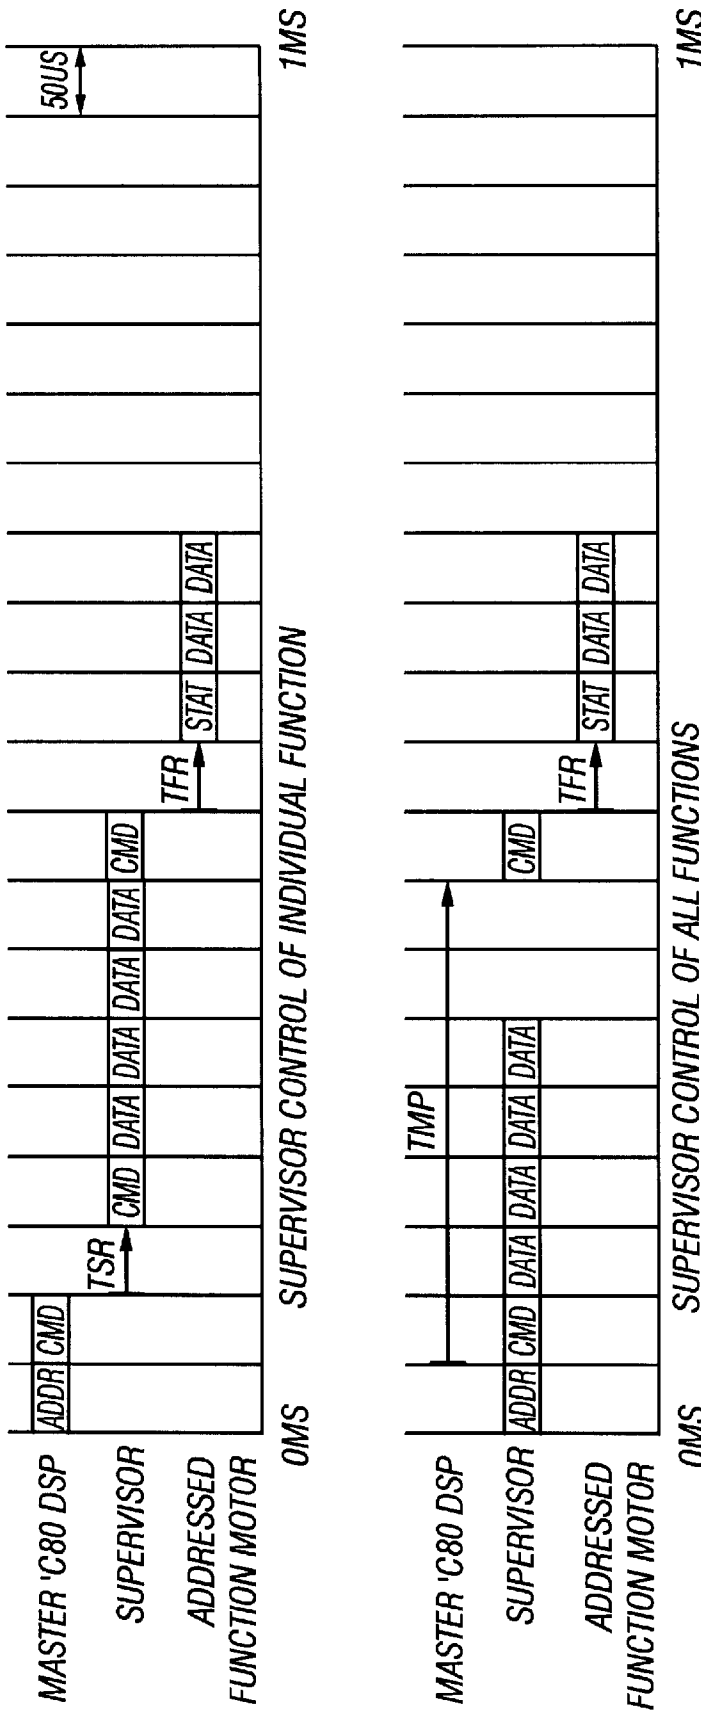 50US
MASTER 'C80 DSP
ADDR CMD
TSR
SUPERVISOR
CMD DATA DATA DATA DATA CMD
TFR
ADDRESSED
FUNCTION MOTOR
STAT DATA DATA
0MS
1MS
SUPERVISOR CONTROL OF INDIVIDUAL FUNCTION
MASTER 'C80 DSP
TMP
SUPERVISOR
ADDR CMD DATA DATA DATA DATA CMD
TFR
ADDRESSED
FUNCTION MOTOR
STAT DATA DATA
0MS
1MS
SUPERVISOR CONTROL OF ALL FUNCTIONS